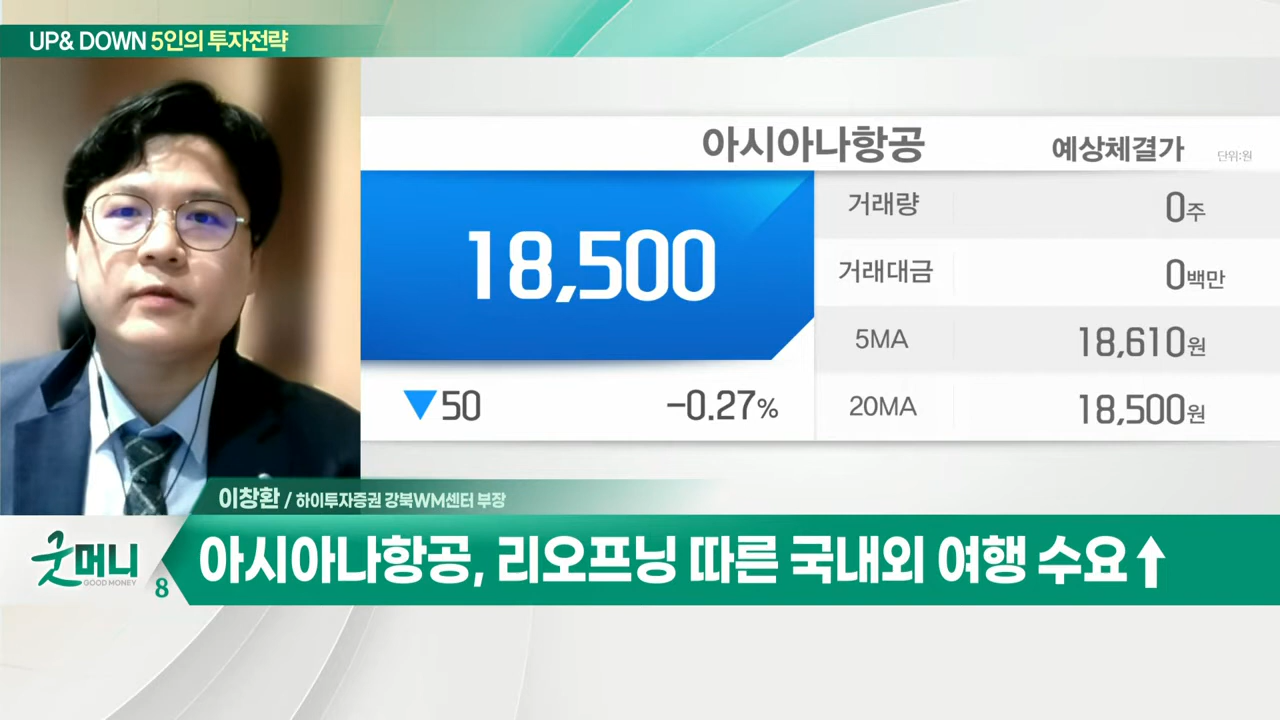 UP& DOWN 5인의 투자전략
아시아나항공
예상체결가
단위:원
18,500
▼50
-0.27%
거래량
0주
거래대금
0백만
5MA
18,610원
20MA
18,500원
이창환 / 하이투자증권 강북WM센터 부장
굿머니
GOOD MONEY
8
아시아나항공, 리오프닝 따른 국내외 여행 수요↑